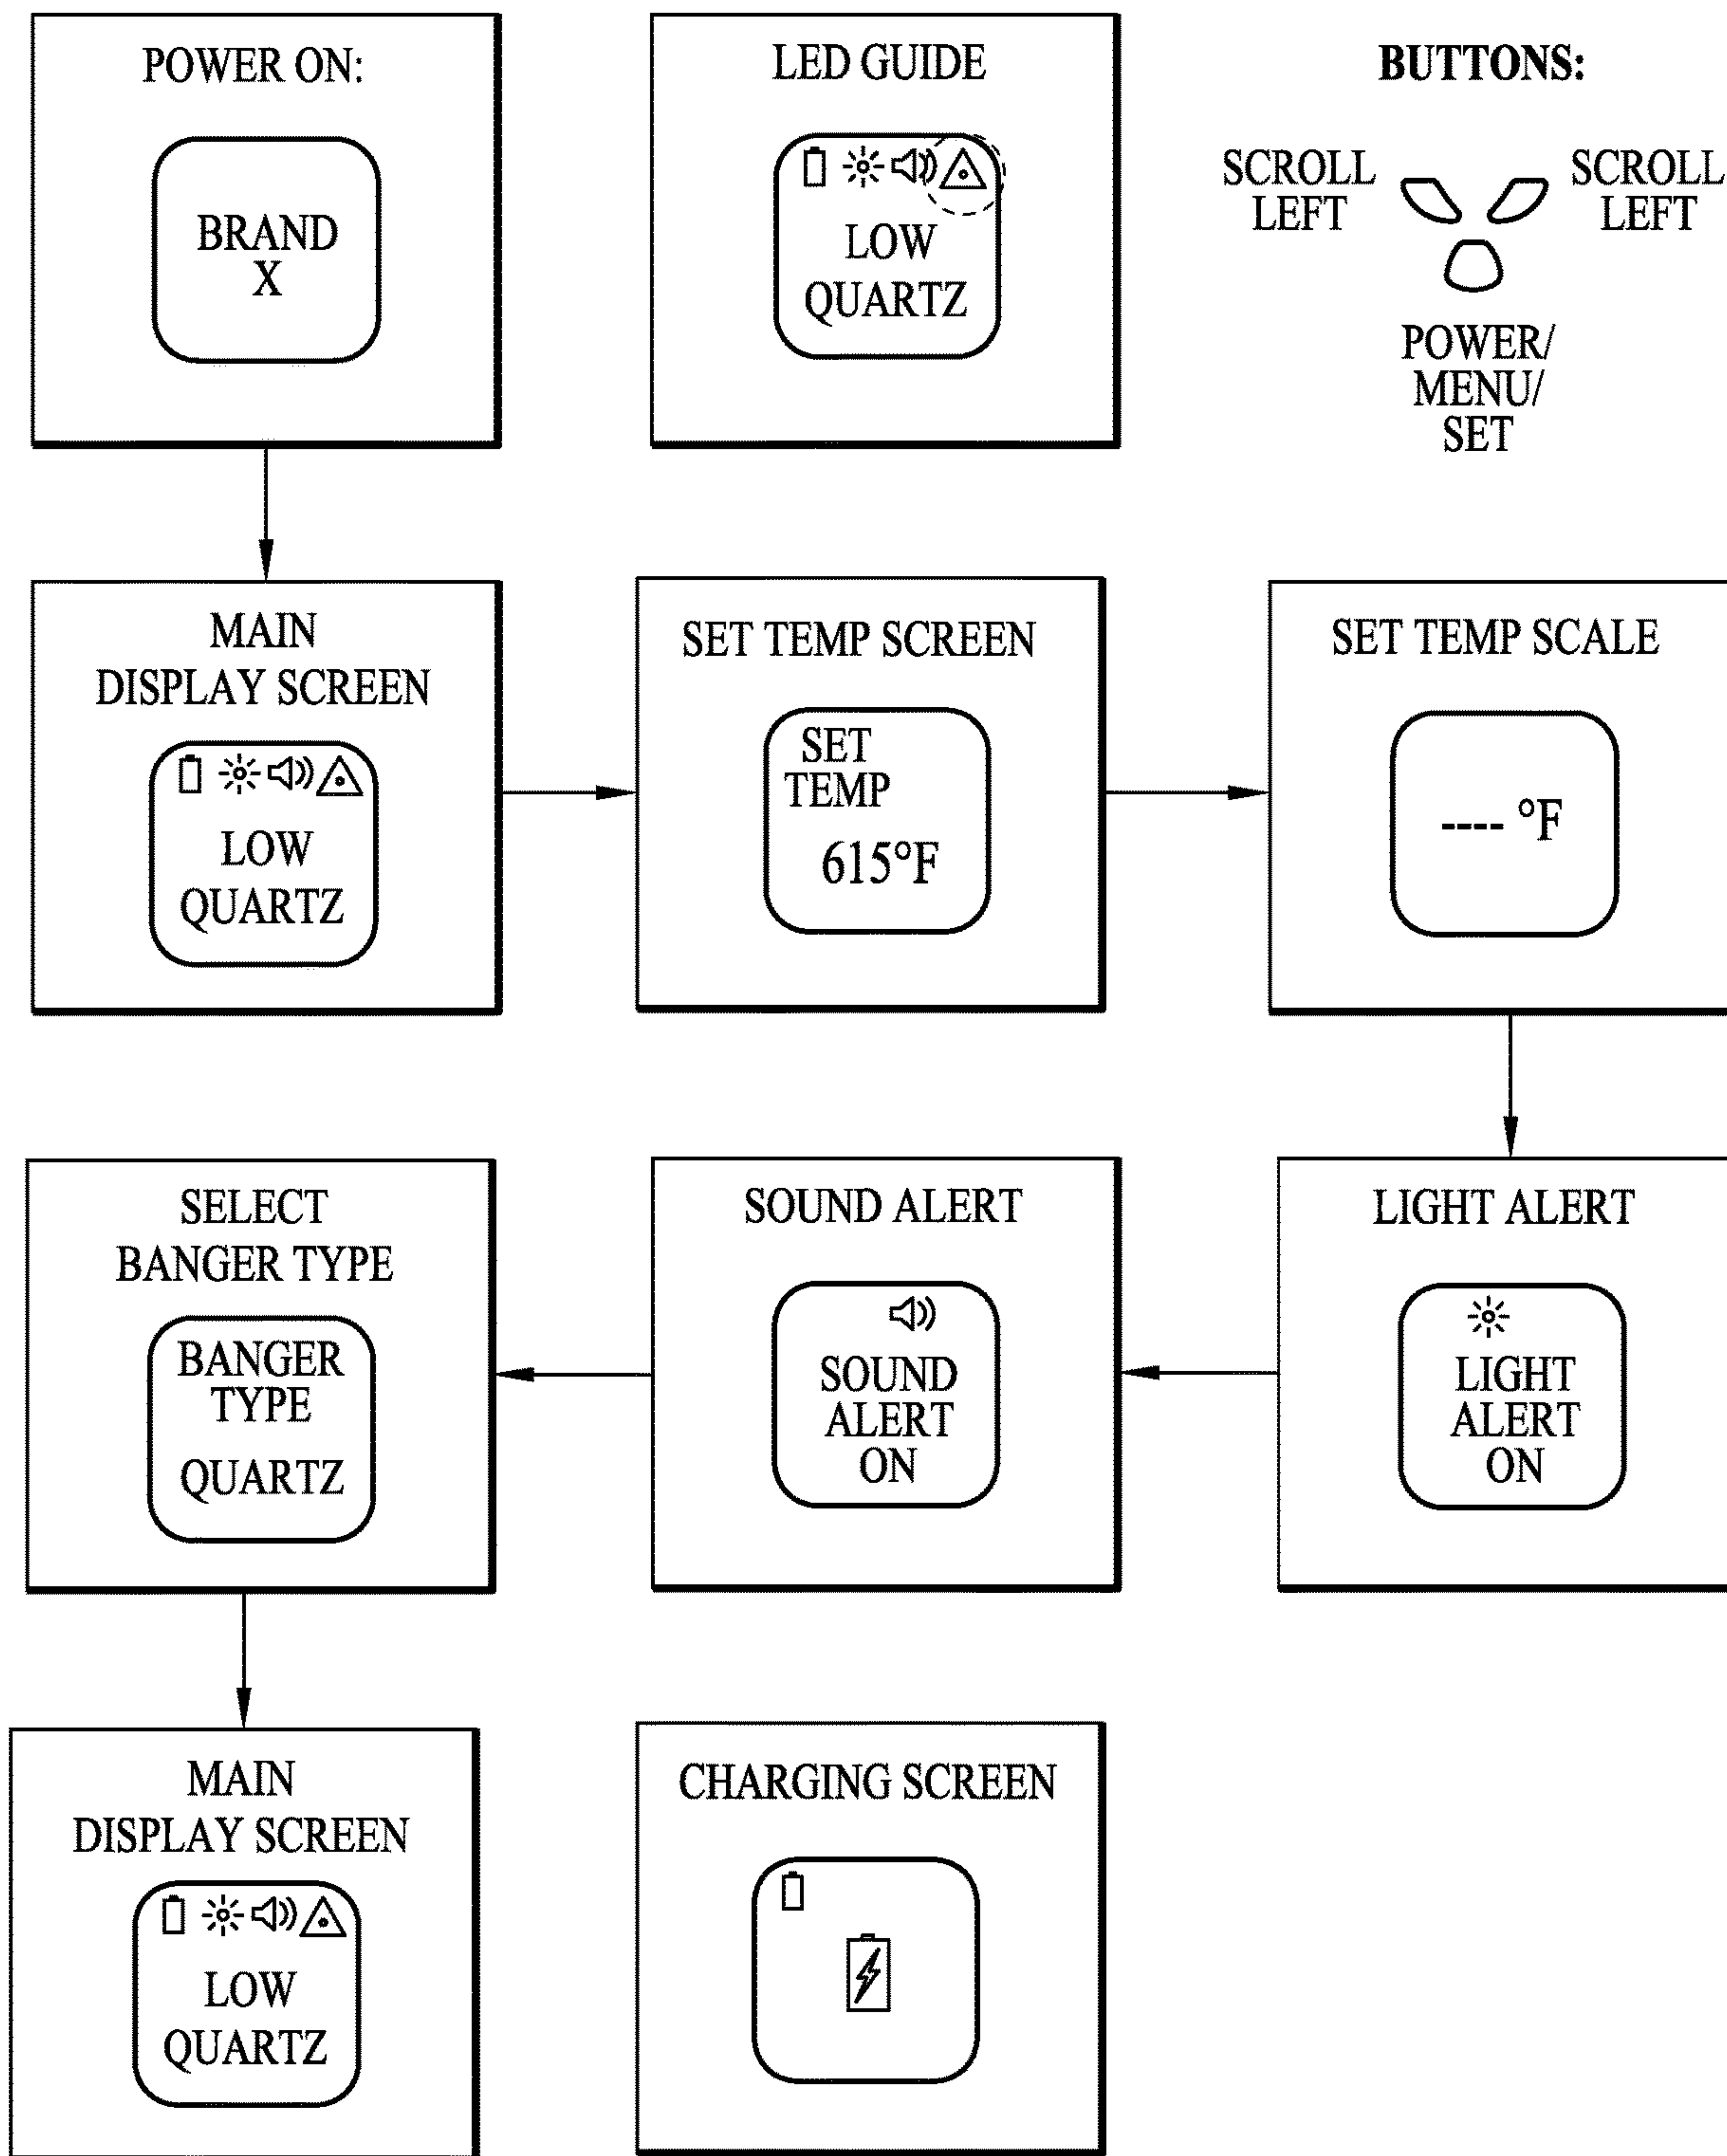 POWER ON:
BRAND
X
LED GUIDE
LOW
QUARTZ
BUTTONS:
SCROLL
LEFT
SCROLL
LEFT
POWER/
MENU/
SET
MAIN
DISPLAY SCREEN
LOW
QUARTZ
SET TEMP SCREEN
SET
TEMP
615°F
SET TEMP SCALE
---- °F
SELECT
BANGER TYPE
BANGER
TYPE
QUARTZ
SOUND ALERT
SOUND
ALERT
ON
LIGHT ALERT
LIGHT
ALERT
ON
MAIN
DISPLAY SCREEN
LOW
QUARTZ
CHARGING SCREEN